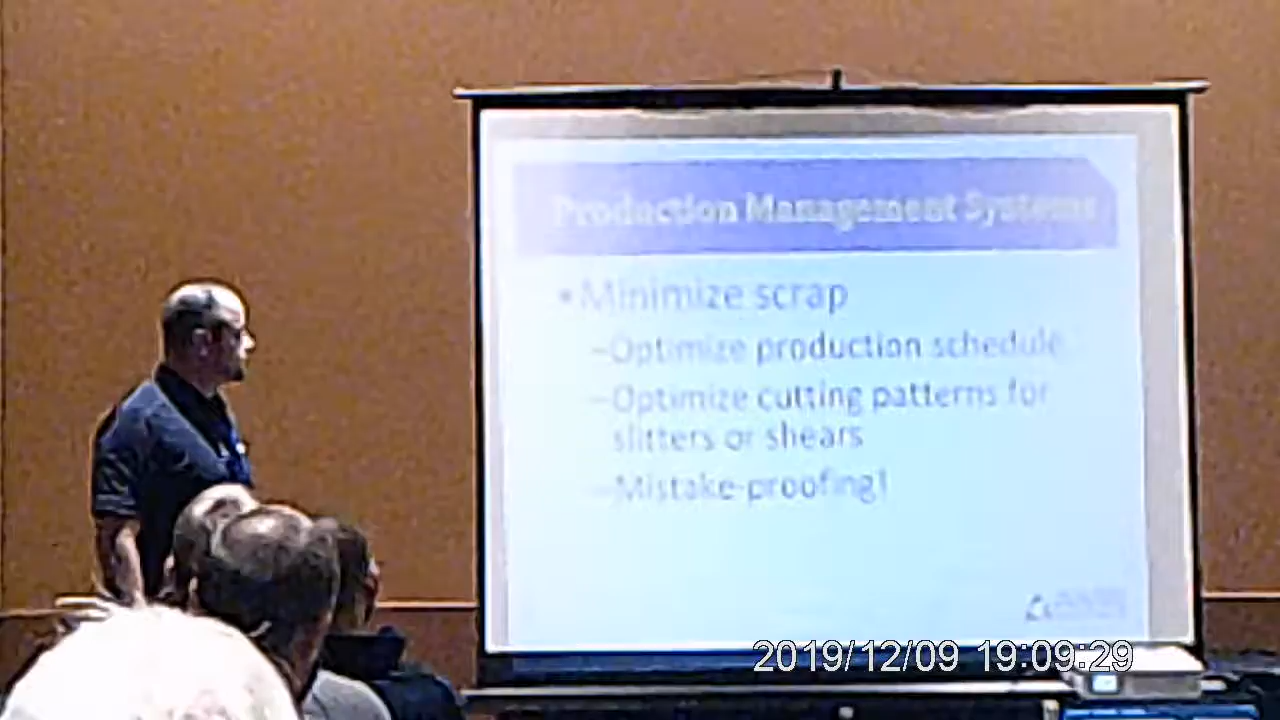 Production Management Systems
• Minimize scrap
–Optimize production schedule
–Optimize cutting patterns for
slitters or shears
–Mistake-proofing!
2019/12/09 19:09:29